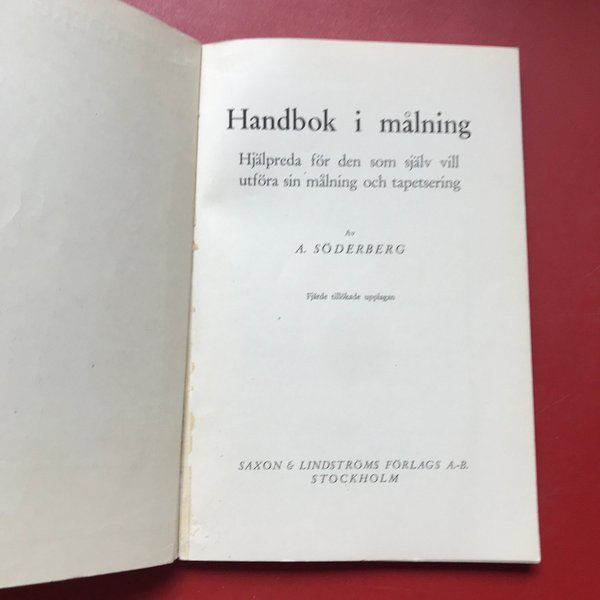 Handbok i målning
Hjälpreda för den som själv vill
utföra sin målning och tapetsering
Av
A. SÖDERBERG
Fjärde tillökade upplagan
SAXON & LINDSTRÖMS FÖRLAGS A.-B.
STOCKHOLM